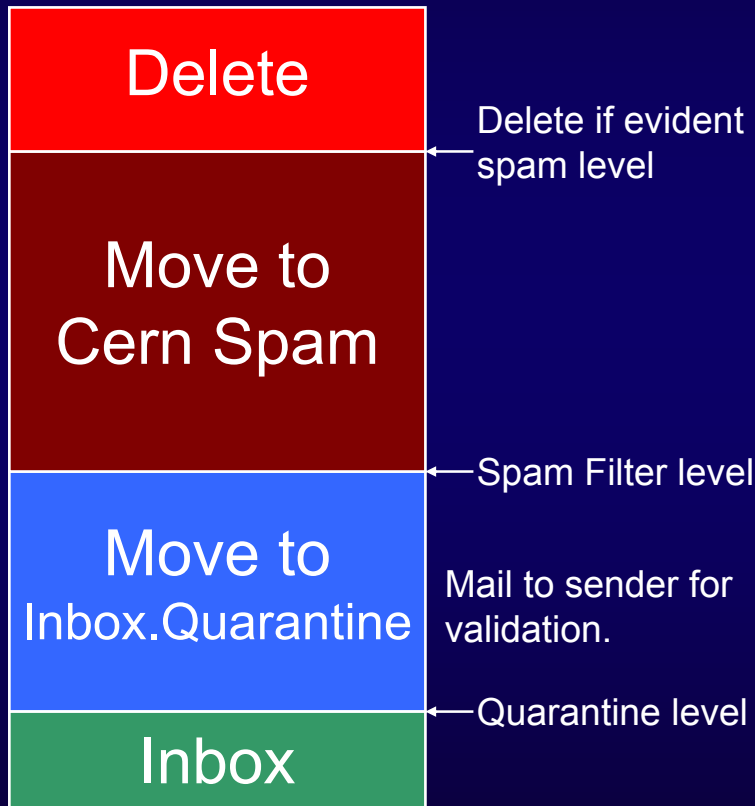 Delete
Delete if evident
spam level
Move to
Cern Spam
Spam Filter level
Move to
Inbox.Quarantine
Mail to sender for
validation.
Quarantine level
Inbox